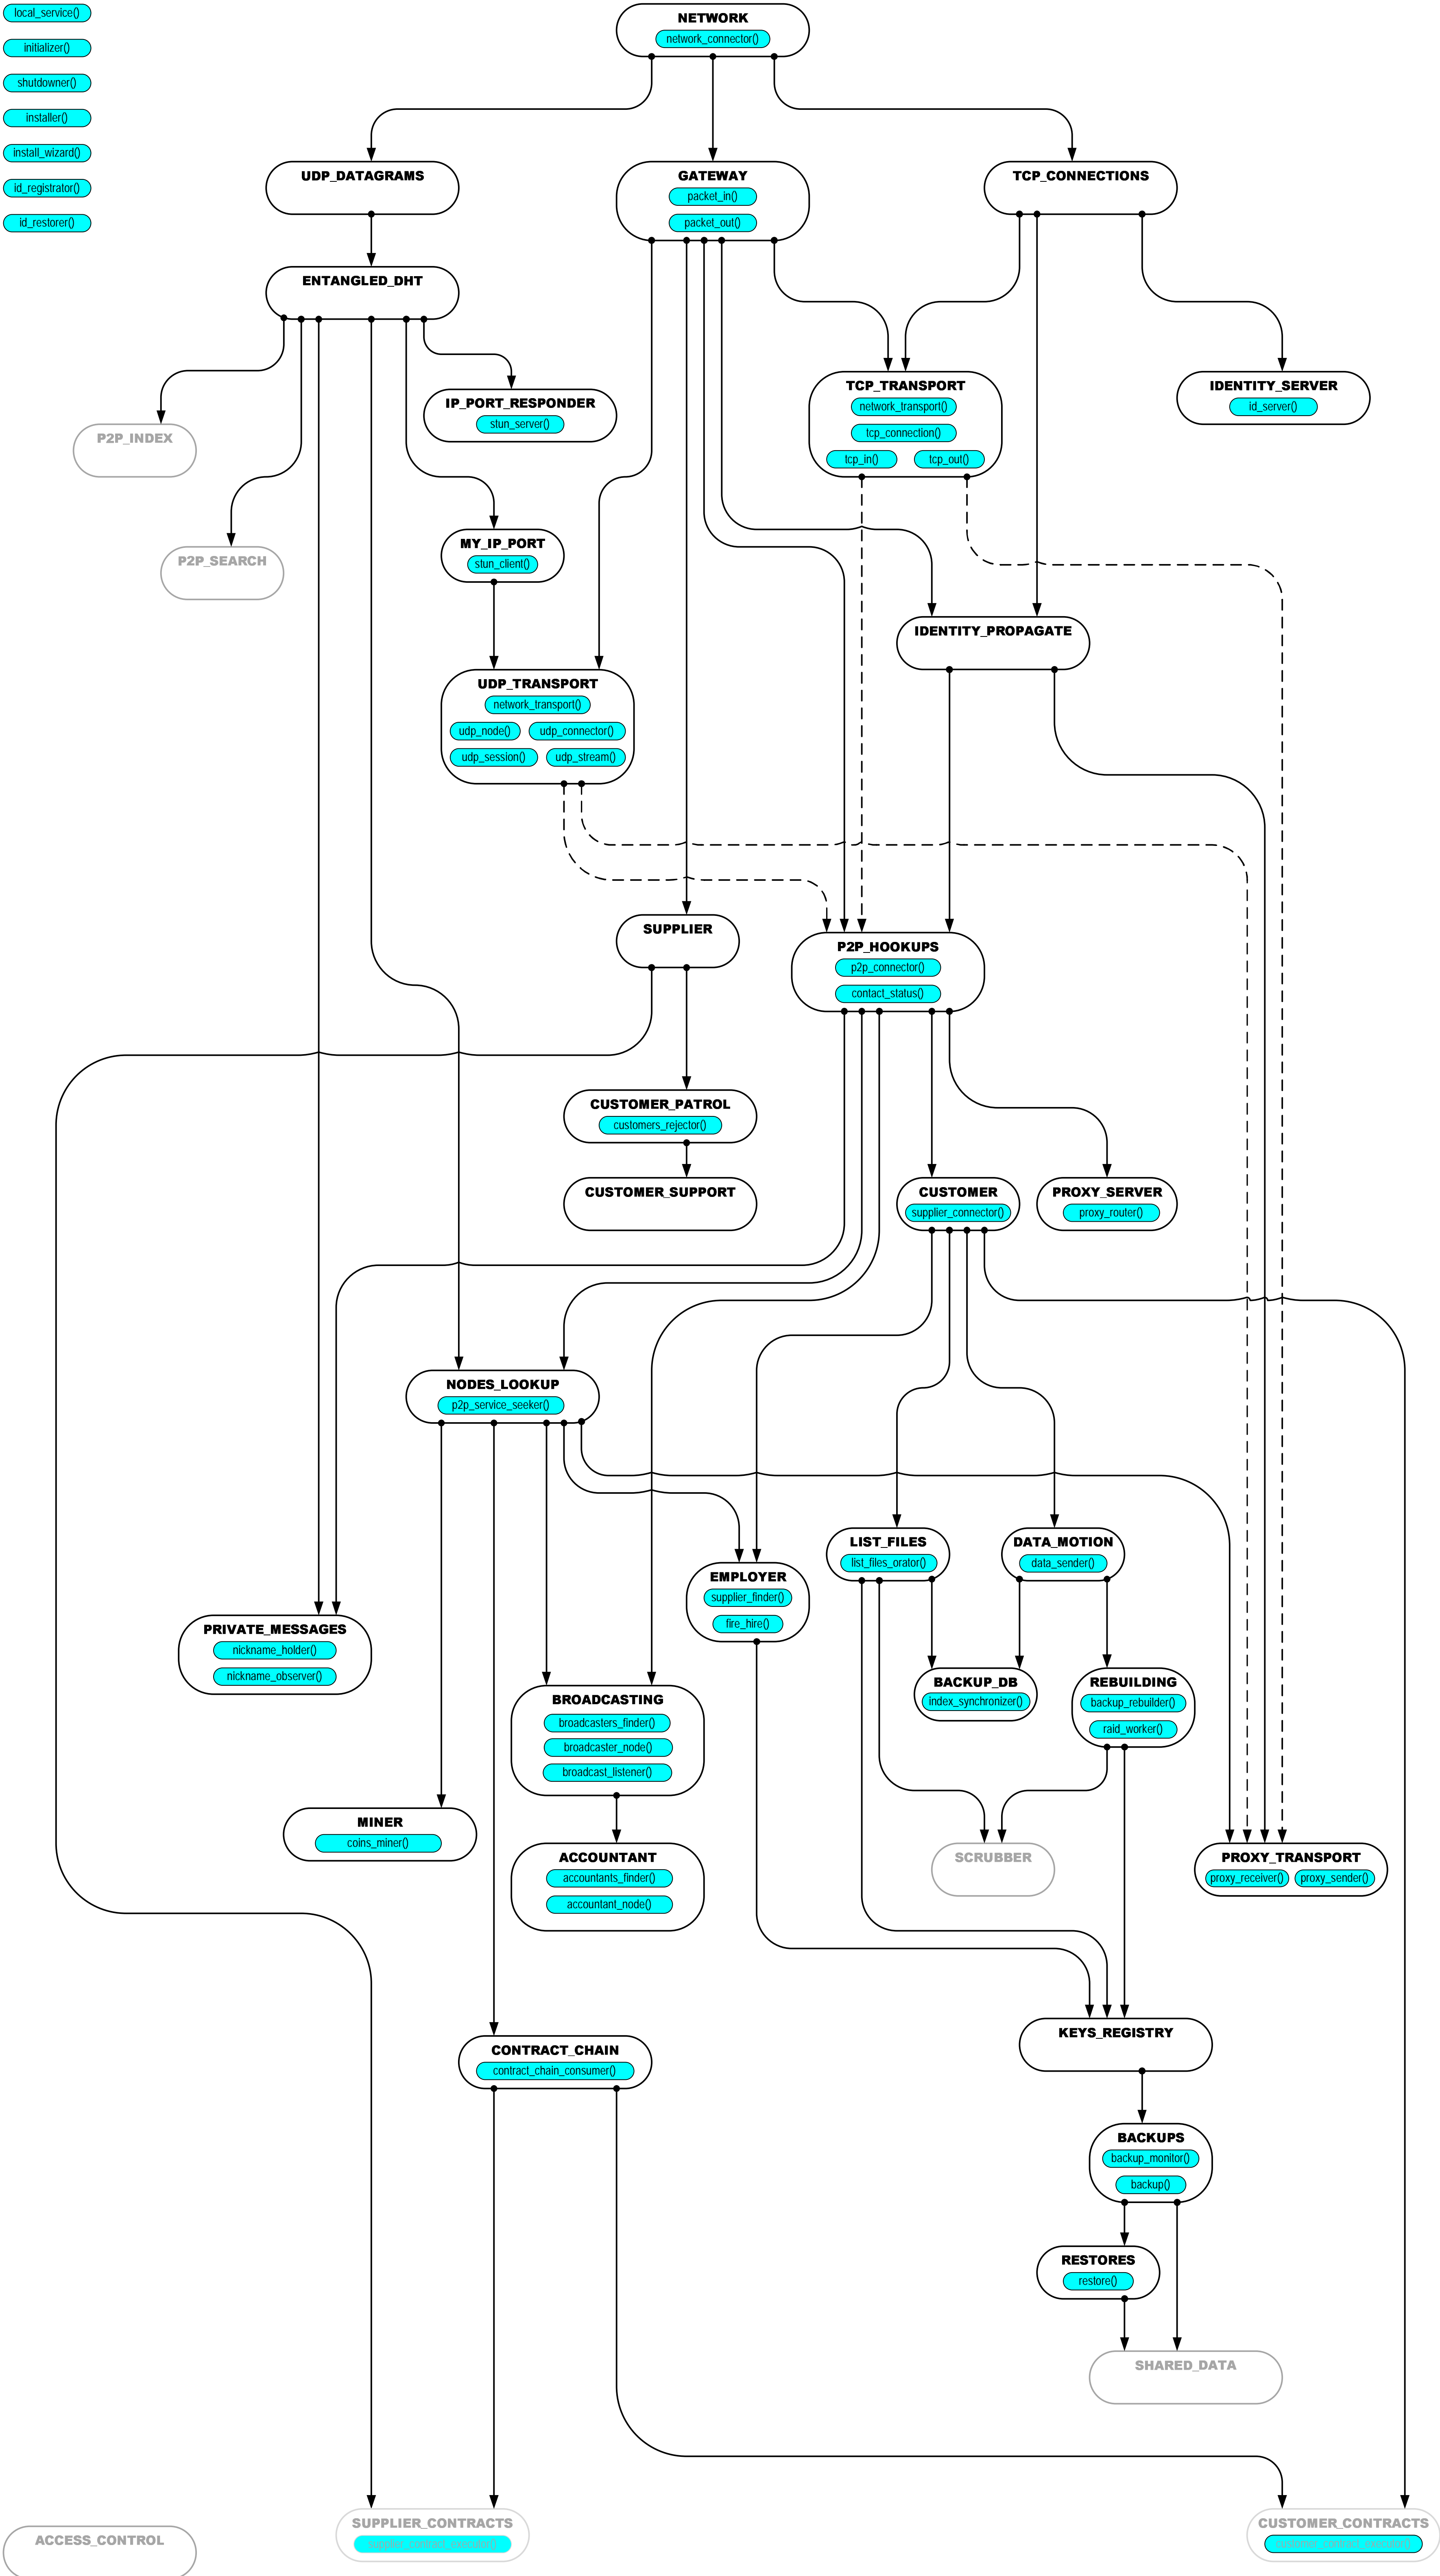 local_service()
initializer()
shutdowner()
installer()
install_wizard()
id_registrator()
id_restorer()
NETWORK
network_connector()
UDP_DATAGRAMS
GATEWAY
packet_in()
packet_out()
TCP_CONNECTIONS
ENTANGLED_DHT
IP_PORT_RESPONDER
stun_server()
TCP_TRANSPORT
network_transport()
tcp_connection()
tcp_in() tcp_out()
IDENTITY_SERVER
id_server()
P2P_INDEX
P2P_SEARCH
MY_IP_PORT
stun_client()
IDENTITY_PROPAGATE
UDP_TRANSPORT
network_transport()
udp_node() udp_connector()
udp_session() udp_stream()
SUPPLIER
P2P_HOOKUPS
p2p_connector()
contact_status()
CUSTOMER_PATROL
customers_rejector()
CUSTOMER_SUPPORT
CUSTOMER
supplier_connector()
PROXY_SERVER
proxy_router()
NODES_LOOKUP
p2p_service_seeker()
LIST_FILES
list_files_orator()
DATA_MOTION
data_sender()
EMPLOYER
supplier_finder()
fire_hire()
PRIVATE_MESSAGES
nickname_holder()
nickname_observer()
BROADCASTING
broadcasters_finder()
broadcaster_node()
broadcast_listener()
BACKUP_DB
index_synchronizer()
REBUILDING
backup_rebuilder()
raid_worker()
MINER
coins_miner()
ACCOUNTANT
accountants_finder()
accountant_node()
SCRUBBER
PROXY_TRANSPORT
proxy_receiver() proxy_sender()
KEYS_REGISTRY
CONTRACT_CHAIN
contract_chain_consumer()
BACKUPS
backup_monitor()
backup()
RESTORES
restore()
SHARED_DATA
ACCESS_CONTROL
SUPPLIER_CONTRACTS
supplier_contract_executor()
CUSTOMER_CONTRACTS
customer_contract_executor()